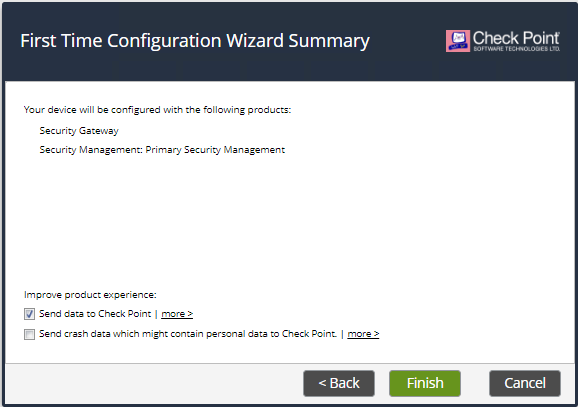 First Time Configuration Wizard Summary
Check Point
SOFTWARE TECHNOLOGIES LTD.
Your device will be configured with the following products:
Security Gateway
Security Management: Primary Security Management
Improve product experience:
Send data to Check Point | more >
Send crash data which might contain personal data to Check Point. | more >
< Back
Finish
Cancel